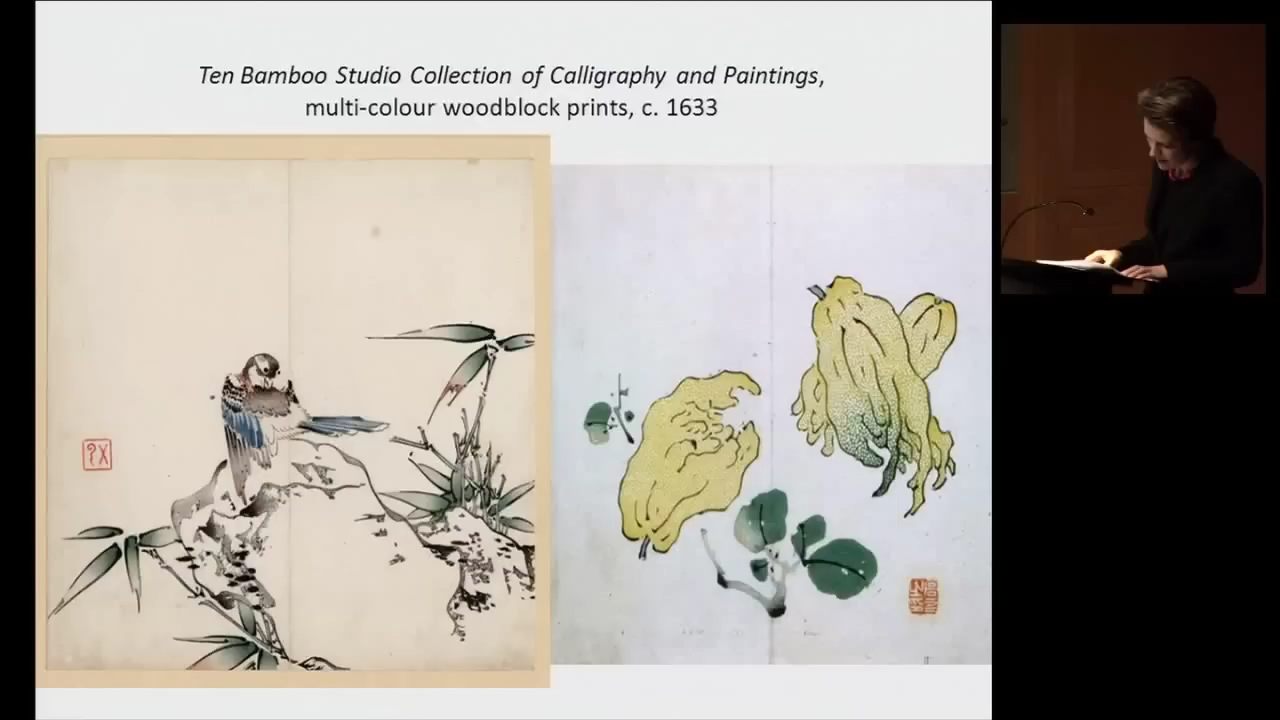 Ten Bamboo Studio Collection of Calligraphy and Paintings,
multi-colour woodblock prints, c. 1633